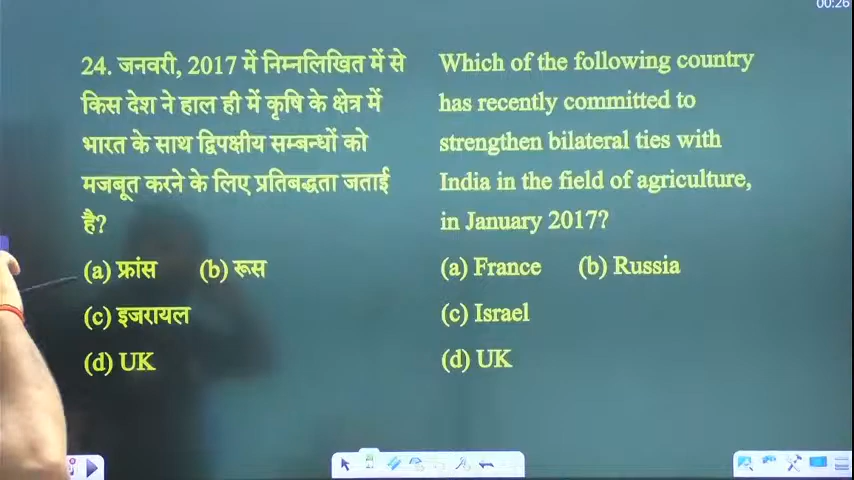 00:26
24. जनवरी, 2017 में निम्नलिखित में से
किस देश ने हाल ही में कृषि के क्षेत्र में
भारत के साथ द्विपक्षीय सम्बन्धों को
मजबूत करने के लिए प्रतिबद्धता जताई
है?
(a) फ्रांस (b) रूस
(c) इजरायल
(d) UK
Which of the following country
has recently committed to
strengthen bilateral ties with
India in the field of agriculture,
in January 2017?
(a) France (b) Russia
(c) Israel
(d) UK